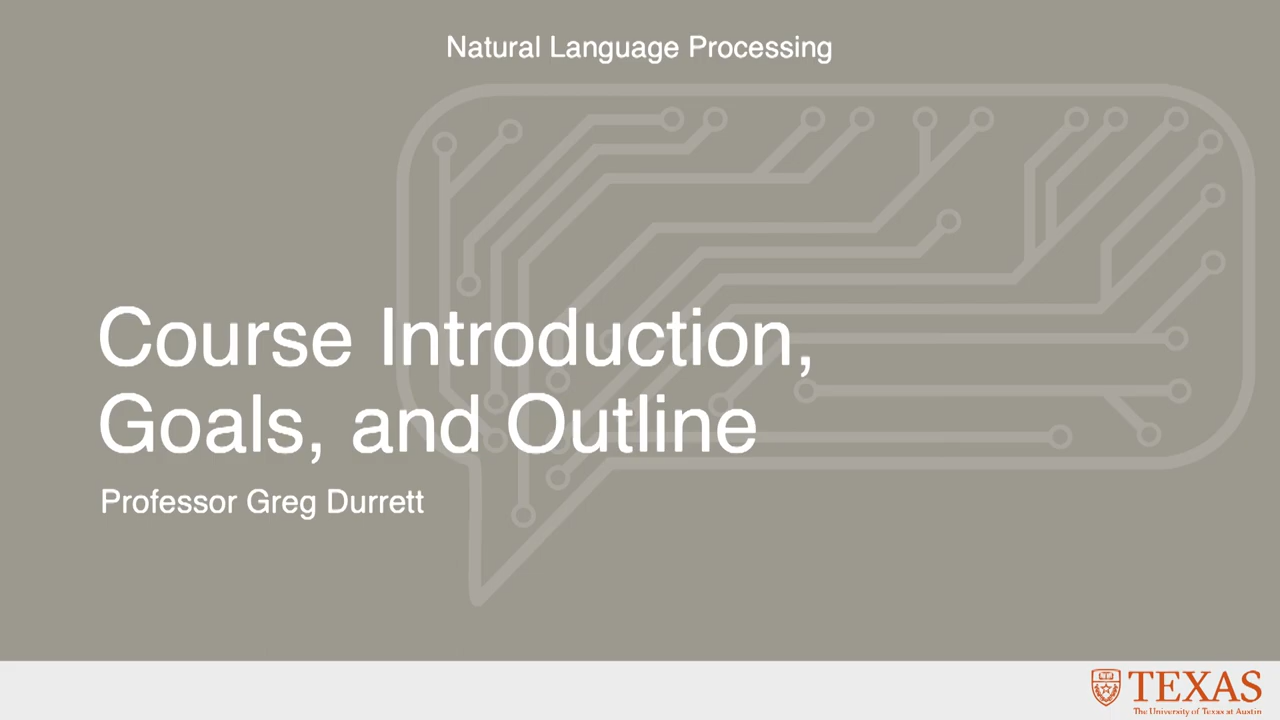 Natural Language Processing
Course Introduction,
Goals, and Outline
Professor Greg Durrett
TEXAS
The University of Texas at Austin